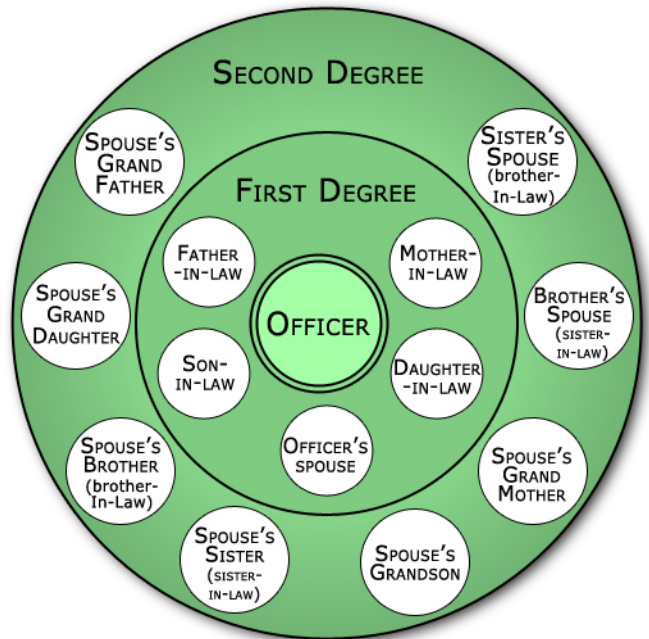 SECOND DEGREE
SPOUSE'S
GRAND
FATHER
SISTER'S
SPOUSE
(brother-
In-Law)
FIRST DEGREE
FATHER
-IN-LAW
MOTHER-
IN-LAW
SPOUSE'S
GRAND
DAUGHTER
OFFICER
BROTHER'S
SPOUSE
(SISTER-
IN-LAW)
SON-
IN-LAW
DAUGHTER
-IN-LAW
OFFICER'S
SPOUSE
SPOUSE'S
BROTHER
(brother-
In-Law)
SPOUSE'S
GRAND
MOTHER
SPOUSE'S
SISTER
(SISTER-
IN-LAW)
SPOUSE'S
GRANDSON